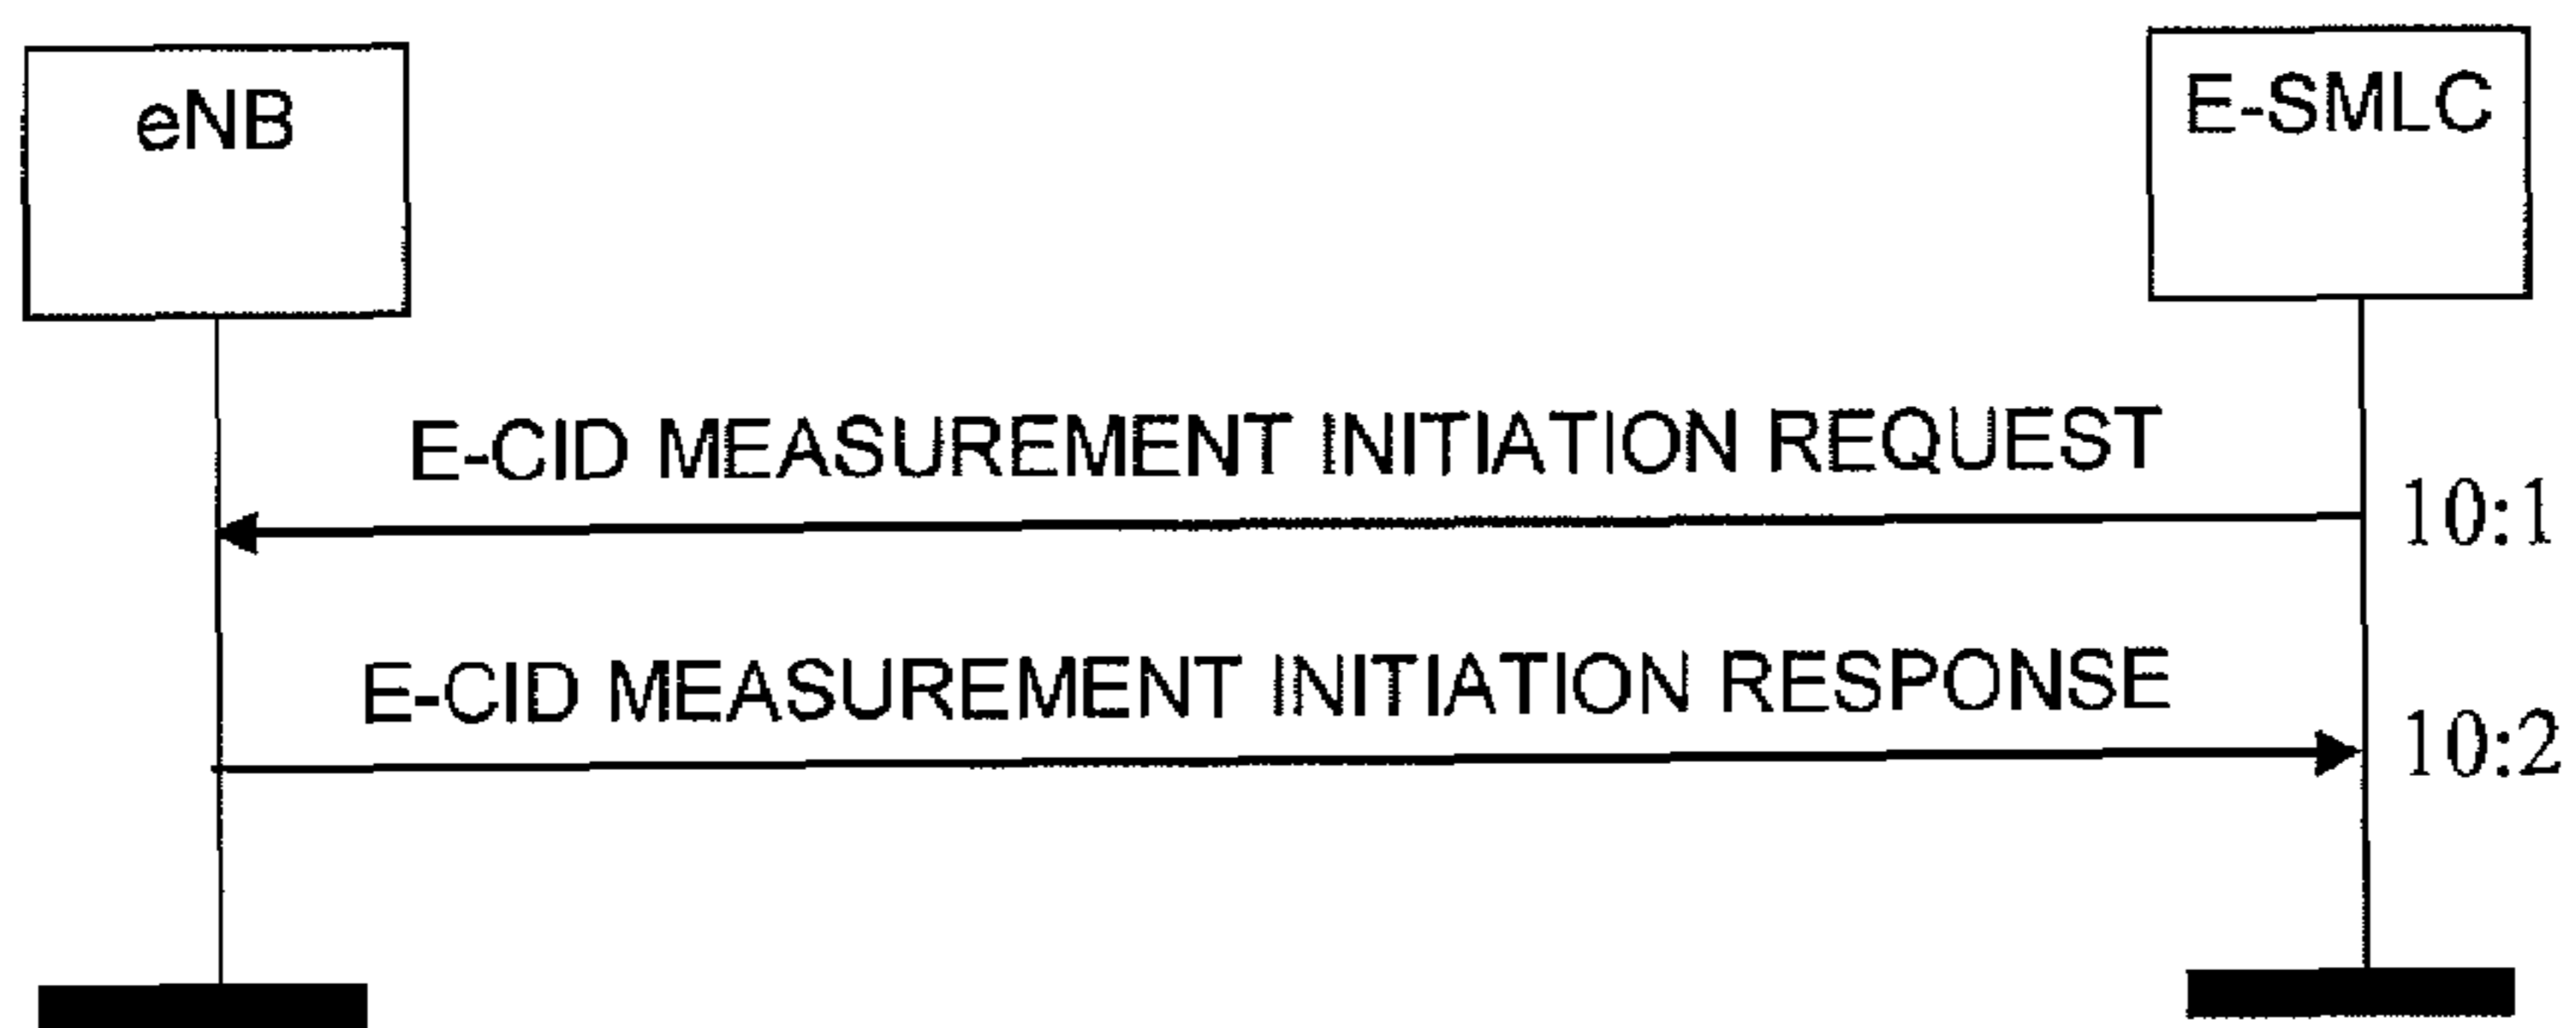 eNB
E-SMLC
E-CID MEASUREMENT INITIATION REQUEST
10:1
E-CID MEASUREMENT INITIATION RESPONSE
10:2